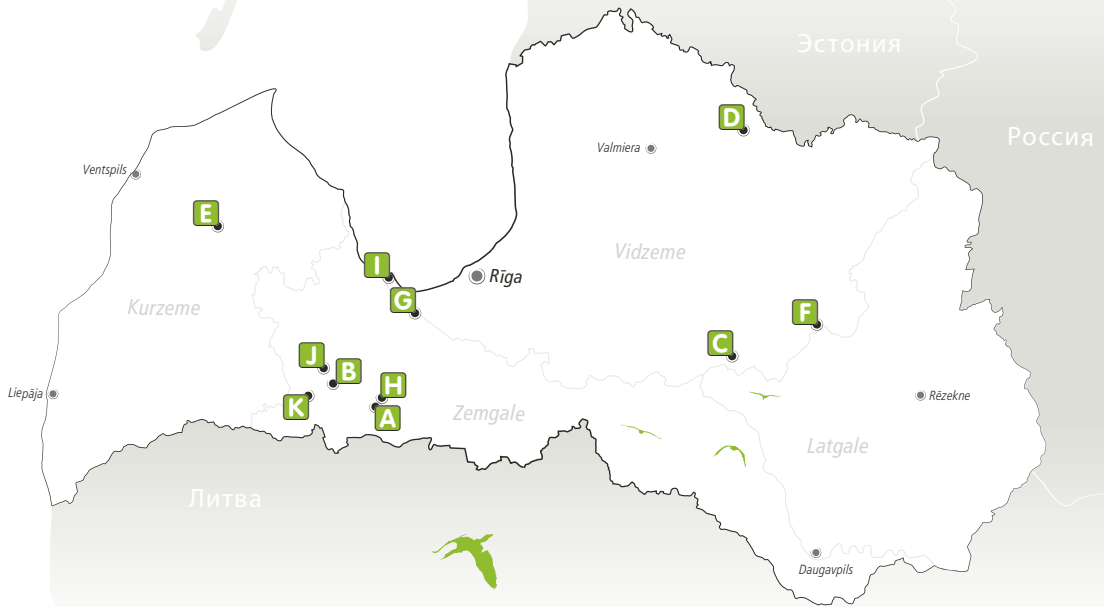 Эстония
D
Россия
Valmiera
Ventspils
E
Vidzeme
I
Rīga
G
Kurzeme
F
C
J
B
H
Liepāja
K
A
Zemgale
Rēzekne
Latgale
Литва
Daugavpils